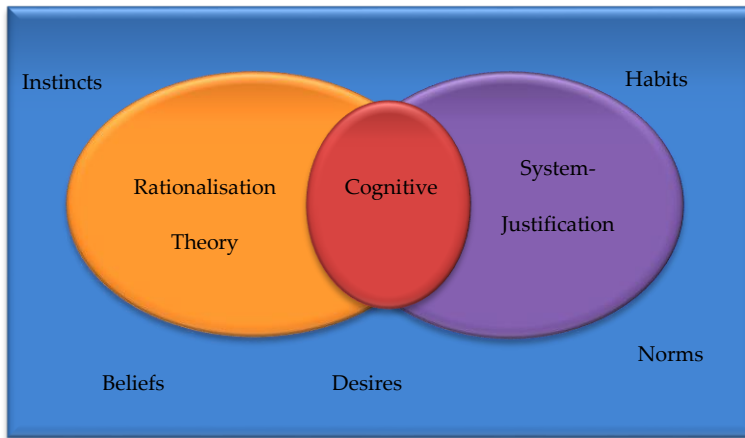 Instincts
Habits
Rationalisation
Theory
Cognitive
System-
Justification
Beliefs
Desires
Norms